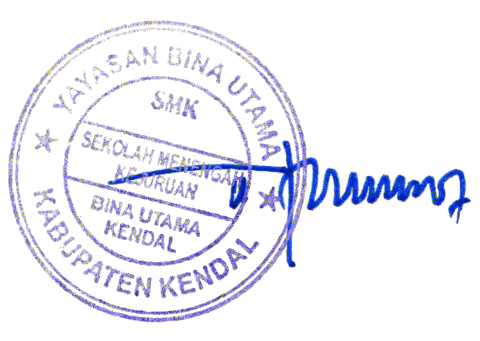 YAYASAN BINA UTAMA
SMK
SEKOLAH MENENGAH
KEJURUAN
BINA UTAMA
KENDAL
KABUPATEN KENDAL